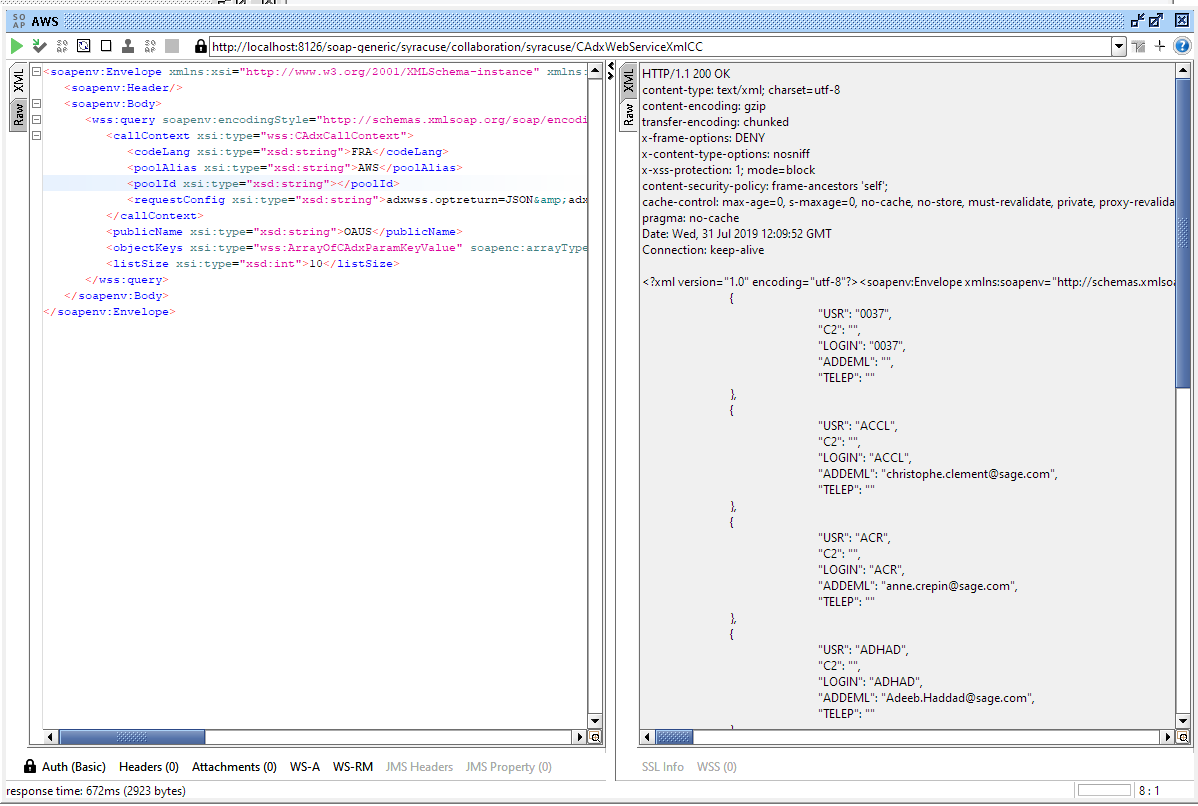 SO AP AWS
http://localhost:8126/soap-generic/syracuse/collaboration/syracuse/CAdxWebServiceXmlCC
XML
Raw
<soapenv:Envelope xmlns:xsi="http://www.w3.org/2001/XMLSchema-instance" xmlns:
<soapenv:Header/>
<soapenv:Body>
<wss:query soapenv:encodingStyle="http://schemas.xmlsoap.org/soap/encodi
<callContext xsi:type="wss:CAdxCallContext">
<codeLang xsi:type="xsd:string">FRA</codeLang>
<poolAlias xsi:type="xsd:string">AWS</poolAlias>
<poolId xsi:type="xsd:string"></poolId>
<requestConfig xsi:type="xsd:string">adxwss.optreturn=JSON&amp;adx
</callContext>
<publicName xsi:type="xsd:string">OAUS</publicName>
<objectKeys xsi:type="wss:ArrayOfCAdxParamKeyValue" soapenc:arrayType
<listSize xsi:type="xsd:int">10</listSize>
</wss:query>
</soapenv:Body>
</soapenv:Envelope>
XML
Raw
HTTP/1.1 200 OK
content-type: text/xml; charset=utf-8
content-encoding: gzip
transfer-encoding: chunked
x-frame-options: DENY
x-content-type-options: nosniff
x-xss-protection: 1; mode=block
content-security-policy: frame-ancestors 'self';
cache-control: max-age=0, s-maxage=0, no-cache, no-store, must-revalidate, private, proxy-revalida
pragma: no-cache
Date: Wed, 31 Jul 2019 12:09:52 GMT
Connection: keep-alive
<?xml version="1.0" encoding="utf-8"?><soapenv:Envelope xmlns:soapenv="http://schemas.xmlsoa
{
"USR": "0037",
"C2": "",
"LOGIN": "0037",
"ADDEML": "",
"TELEP": ""
},
{
"USR": "ACCL",
"C2": "",
"LOGIN": "ACCL",
"ADDEML": "christophe.clement@sage.com",
"TELEP": ""
},
{
"USR": "ACR",
"C2": "",
"LOGIN": "ACR",
"ADDEML": "anne.crepin@sage.com",
"TELEP": ""
},
{
"USR": "ADHAD",
"C2": "",
"LOGIN": "ADHAD",
"ADDEML": "Adeeb.Haddad@sage.com",
"TELEP": ""
Auth (Basic) Headers (0) Attachments (0) WS-A WS-RM JMS Headers JMS Property (0)
SSL Info WSS (0)
response time: 672ms (2923 bytes)
8 : 1